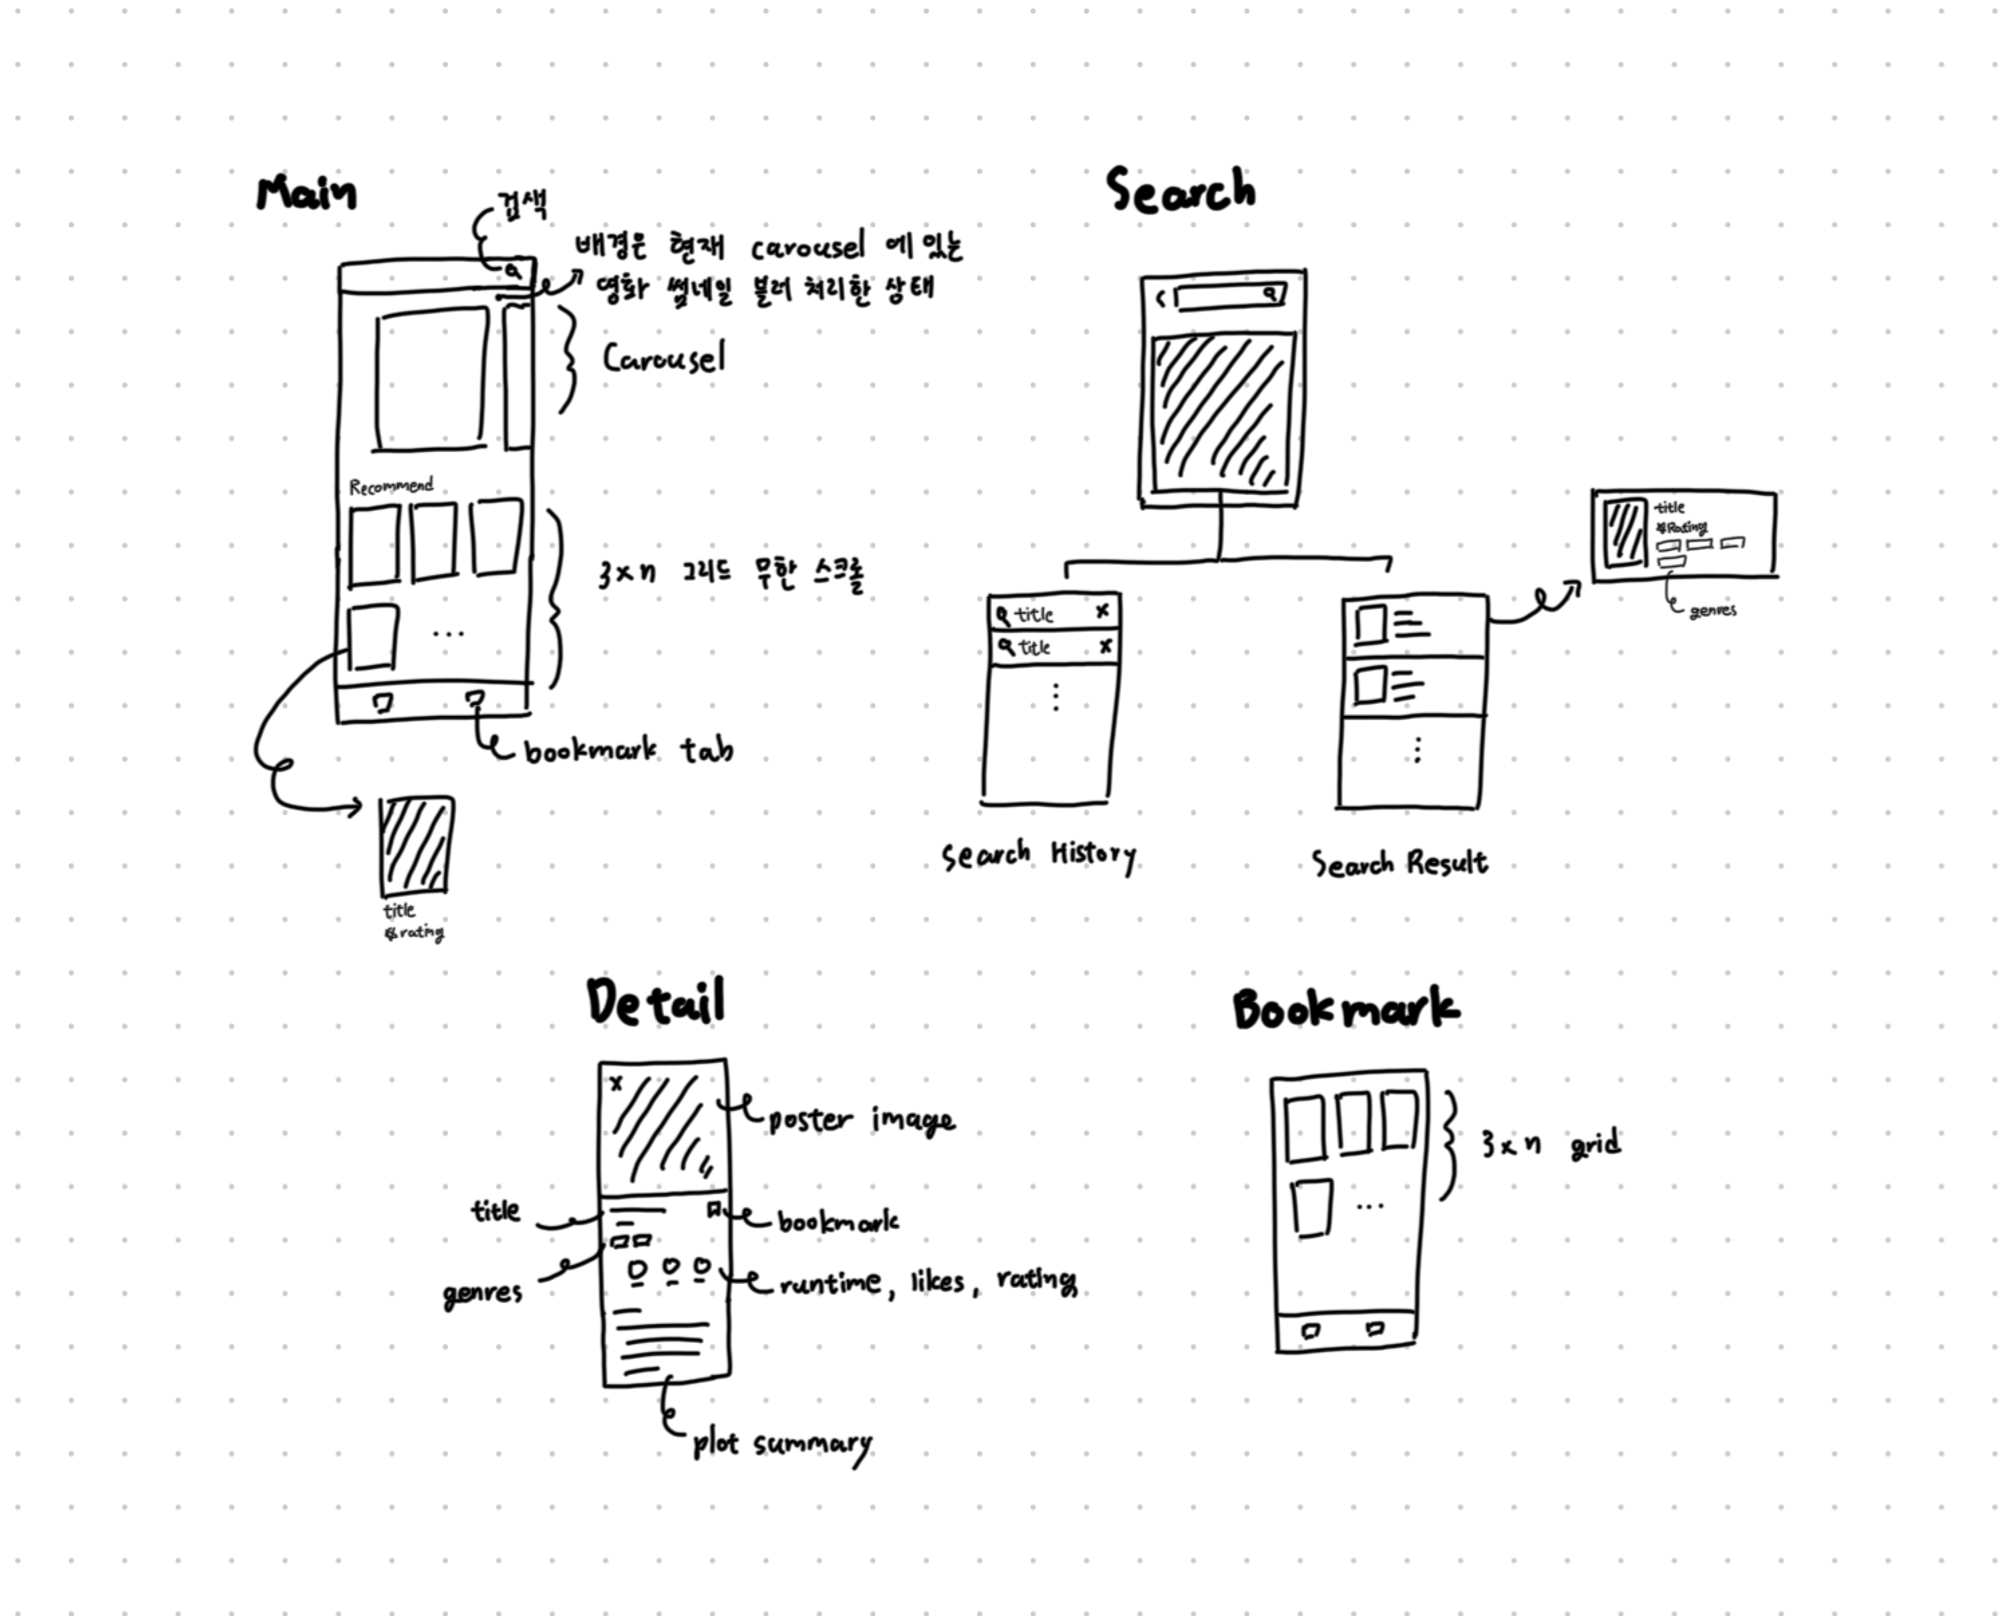 Main
검색
배경은 현재 carousel 에 있는
영화 썸네일 블러 처리한 상태
Carousel
Recommend
3 x n 그리드 무한 스크롤
...
bookmark tab
title
rating
Search
title x
title x
Search History
Search Result
title
Rating
genres
Detail
x
poster image
title
bookmark
genres
runtime, likes, rating
plot summary
Bookmark
3 x n grid
...